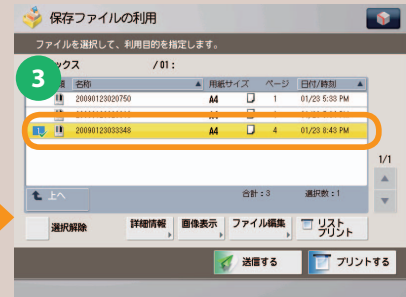 保存ファイルの利用
ファイルを選択して、利用目的を指定します。
ックス /01:
3
名称 ▲ 用紙サイズ ページ 日付/時刻 ▲
20090123020750 A4 1 01/23 5:33 PM
A4
1 20090123033348 A4 4 01/23 8:43 PM
1/1
上へ 合計:3 選択数:1
選択解除 詳細情報 画像表示 ファイル編集 リストプリント
送信する プリントする